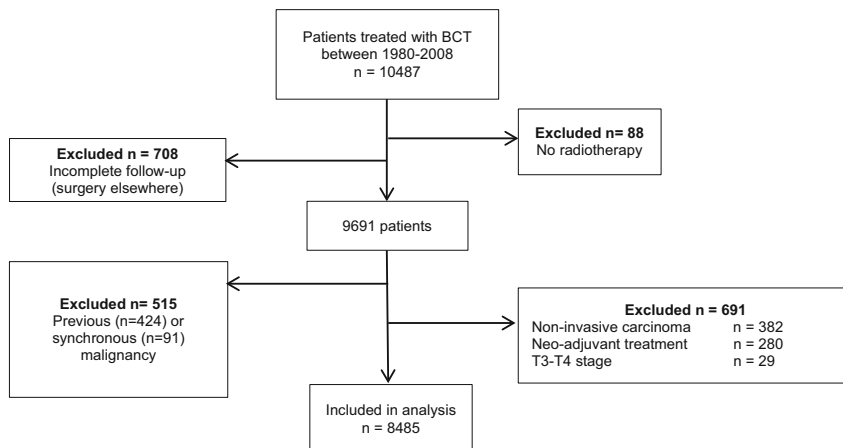 Patients treated with BCT
between 1980-2008
n = 10487
Excluded n= 88
No radiotherapy
Excluded n = 708
Incomplete follow-up
(surgery elsewhere)
9691 patients
Excluded n= 515
Previous (n=424) or
synchronous (n=91)
malignancy
Excluded n = 691
Non-invasive carcinoma n = 382
Neo-adjuvant treatment n = 280
T3-T4 stage n = 29
Included in analysis
n = 8485